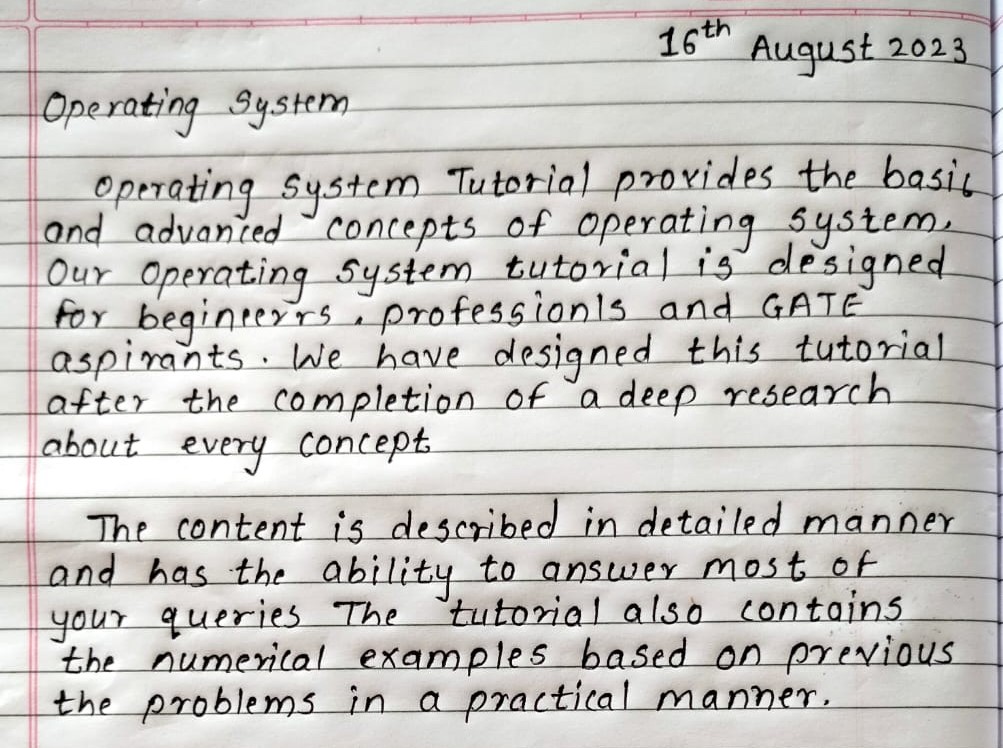 16th August 2023
Operating System
Operating System Tutorial provides the basic
and advanced concepts of operating system.
Our Operating System tutorial is designed
for begineerrs, professionls and GATE
aspirants. We have designed this tutorial
after the completion of a deep research
about every concept
The content is described in detailed manner
and has the ability to answer most of
your queries The tutorial also contains
the numerical examples based on previous
the problems in a practical manner.